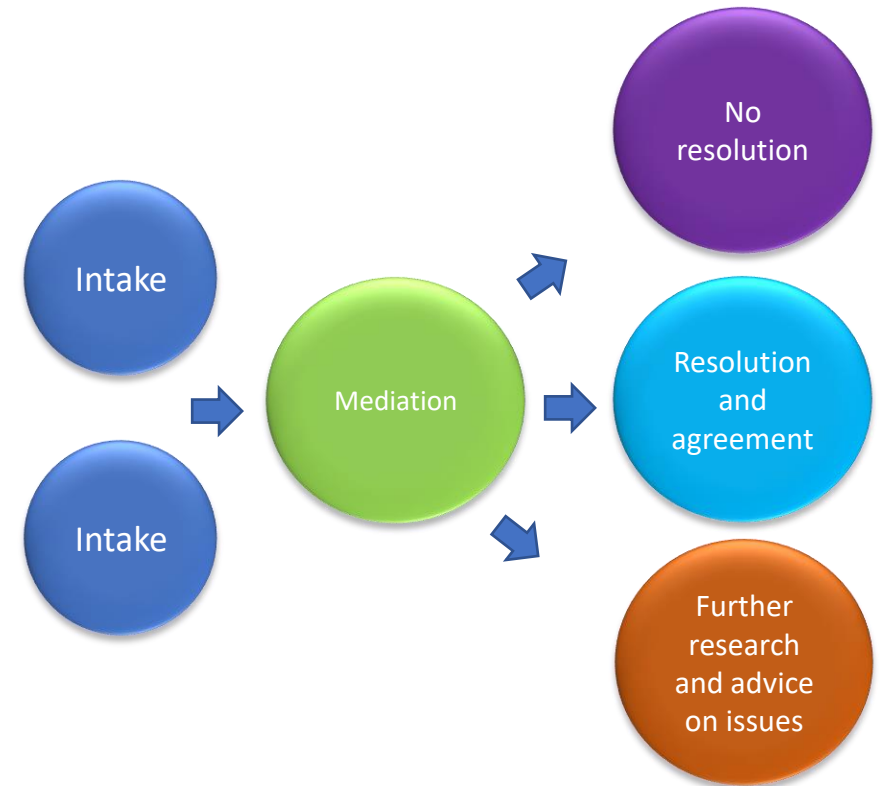 Intake
Intake
Mediation
No
resolution
Resolution
and
agreement
Further
research
and advice
on issues